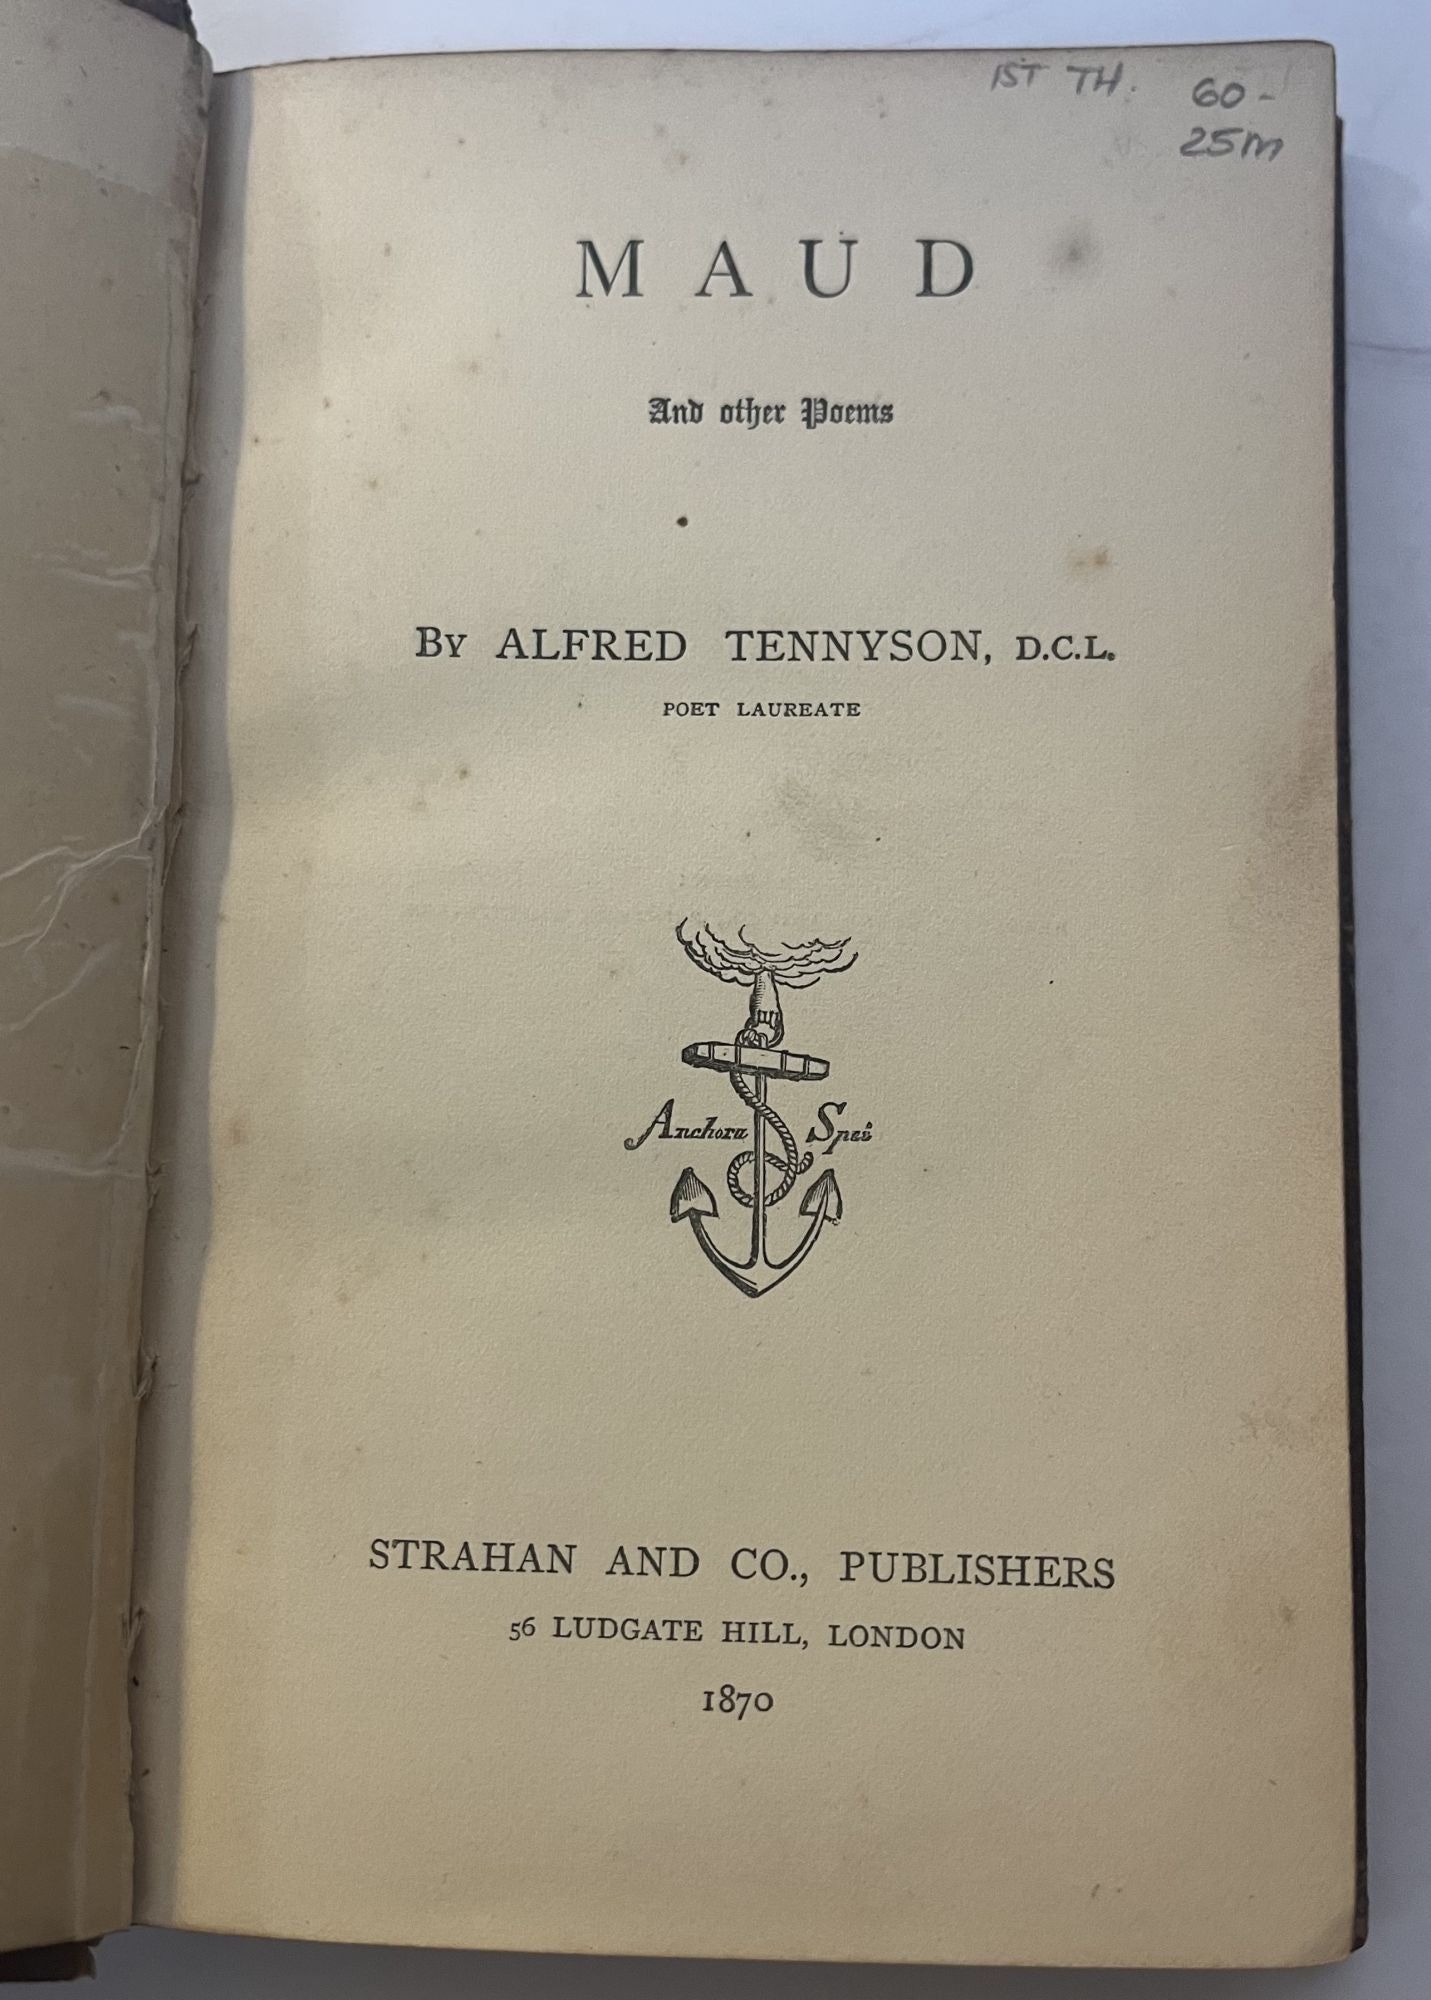 IST TH. 60-
25m
MAUD
And other Poems
By ALFRED TENNYSON, D.C.L.
POET LAUREATE
Anchora Spei
STRAHAN AND CO., PUBLISHERS
56 LUDGATE HILL, LONDON
1870